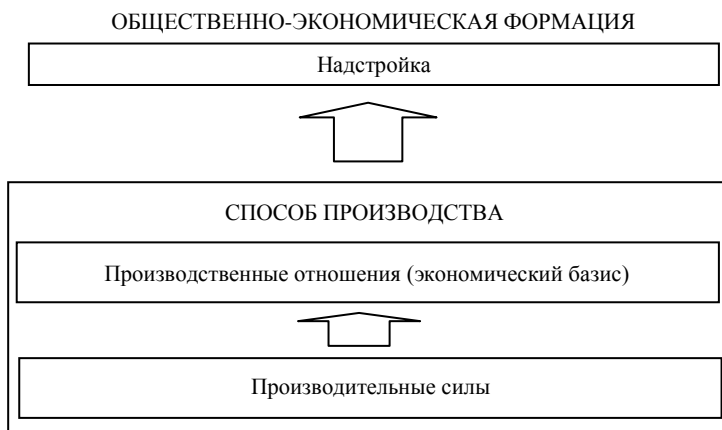 ОБЩЕСТВЕННО-ЭКОНОМИЧЕСКАЯ ФОРМАЦИЯ
Надстройка
СПОСОБ ПРОИЗВОДСТВА
Производственные отношения (экономический базис)
Производительные силы